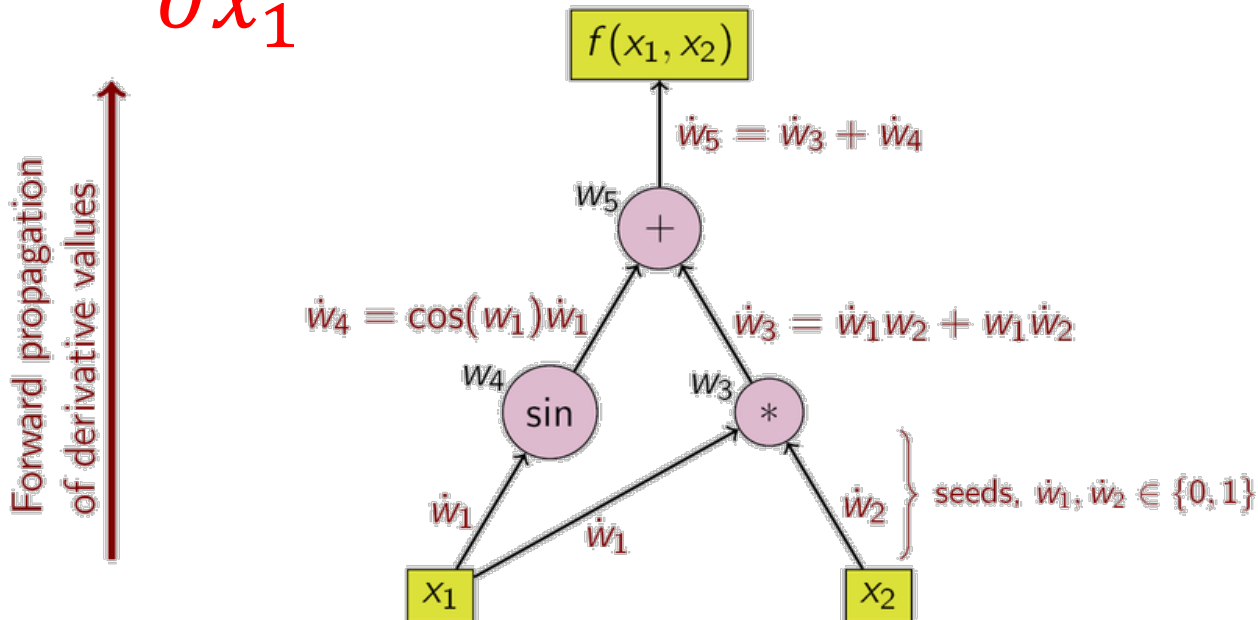 ∂x₁
f(x₁, x₂)
ẇ₅ = ẇ₃ + ẇ₄
w₅
+
ẇ₄ = cos(w₁)ẇ₁
ẇ₃ = ẇ₁w₂ + w₁ẇ₂
w₄
sin
w₃
*
ẇ₁
ẇ₁
ẇ₂
} seeds, ẇ₁, ẇ₂ ∈ {0, 1}
x₁
x₂
Forward propagation
of derivative values